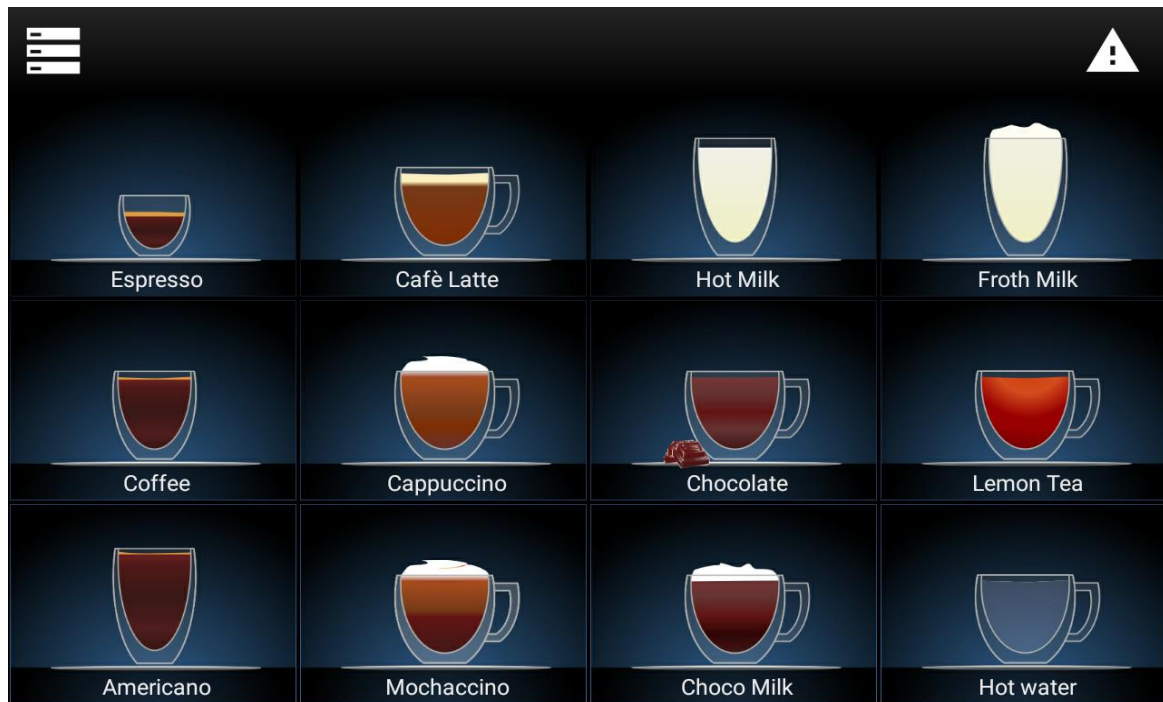 Espresso
Cafè Latte
Hot Milk
Froth Milk
Coffee
Cappuccino
Chocolate
Lemon Tea
Americano
Mochaccino
Choco Milk
Hot water